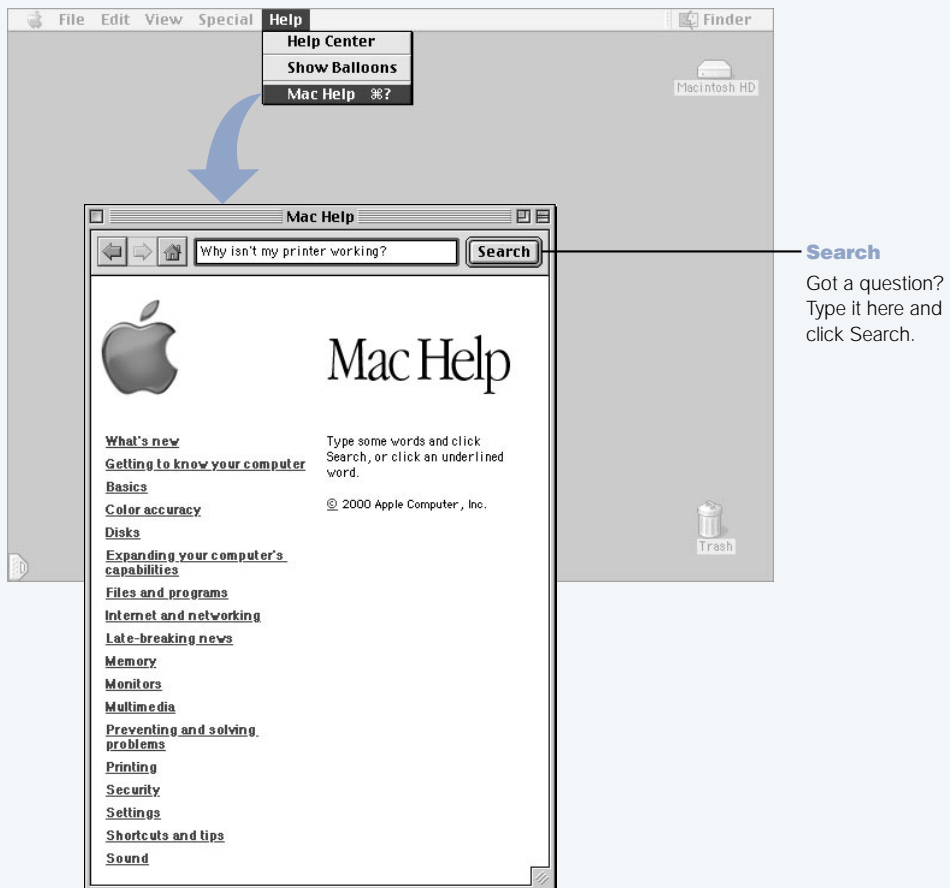 File Edit View Special Help Finder
Help Center
Show Balloons
Mac Help ⌘?
Macintosh HD
Mac Help
Why isn't my printer working? Search
Search
Got a question?
Type it here and
click Search.
Mac Help
What's new
Getting to know your computer
Basics
Color accuracy
Disks
Expanding your computer's
capabilities
Files and programs
Internet and networking
Late-breaking news
Memory
Monitors
Multimedia
Preventing and solving
problems
Printing
Security
Settings
Shortcuts and tips
Sound
Type some words and click
Search, or click an underlined
word.
© 2000 Apple Computer, Inc.
Trash